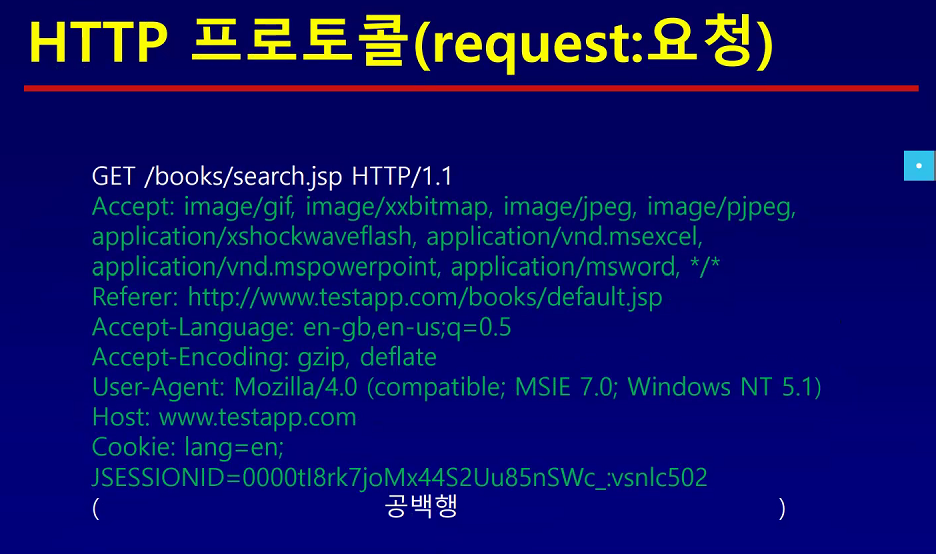 HTTP 프로토콜(request:요청)
GET /books/search.jsp HTTP/1.1
Accept: image/gif, image/xxbitmap, image/jpeg, image/pjpeg,
application/xshockwaveflash, application/vnd.msexcel,
application/vnd.mspowerpoint, application/msword, */*
Referer: http://www.testapp.com/books/default.jsp
Accept-Language: en-gb,en-us;q=0.5
Accept-Encoding: gzip, deflate
User-Agent: Mozilla/4.0 (compatible; MSIE 7.0; Windows NT 5.1)
Host: www.testapp.com
Cookie: lang=en;
JSESSIONID=0000tI8rk7joMx44S2Uu85nSWc_:vsnlc502
( 공백행 )